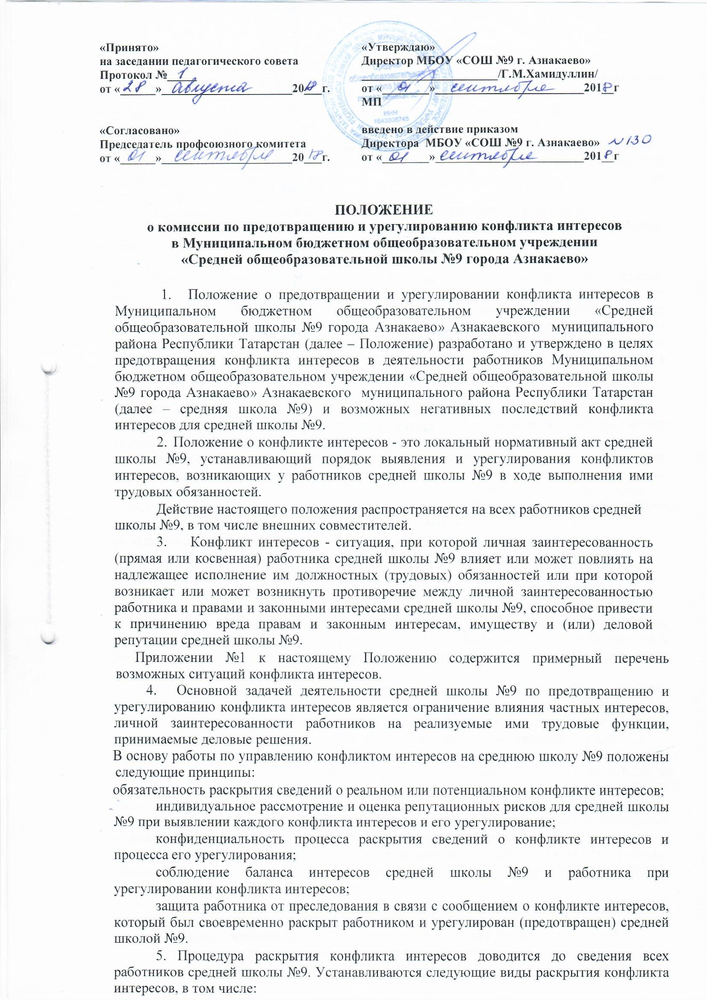 «Принято»
на заседании педагогического совета
Протокол № 1
от « 28 » августа 2018 г.
«Утверждаю»
Директор МБОУ «СОШ №9 г. Азнакаево»
/Г.М.Хамидуллин/
от « 01 » сентября 2018 г
МП
общеобразовательная
ИНН
1643006745
«Согласовано»
Председатель профсоюзного комитета
от « 01 » сентября 2018 г.
введено в действие приказом
Директора МБОУ «СОШ №9 г. Азнакаево» №130
от « 01 » сентября 2018 г
ПОЛОЖЕНИЕ
о комиссии по предотвращению и урегулированию конфликта интересов
в Муниципальном бюджетном общеобразовательном учреждении
«Средней общеобразовательной школы №9 города Азнакаево»
1. Положение о предотвращении и урегулировании конфликта интересов в
Муниципальном бюджетном общеобразовательном учреждении «Средней
общеобразовательной школы №9 города Азнакаево» Азнакаевского муниципального
района Республики Татарстан (далее – Положение) разработано и утверждено в целях
предотвращения конфликта интересов в деятельности работников Муниципальном
бюджетном общеобразовательном учреждении «Средней общеобразовательной школы
№9 города Азнакаево» Азнакаевского муниципального района Республики Татарстан
(далее – средняя школа №9) и возможных негативных последствий конфликта
интересов для средней школы №9.
2. Положение о конфликте интересов - это локальный нормативный акт средней
школы №9, устанавливающий порядок выявления и урегулирования конфликтов
интересов, возникающих у работников средней школы №9 в ходе выполнения ими
трудовых обязанностей.
Действие настоящего положения распространяется на всех работников средней
школы №9, в том числе внешних совместителей.
3. Конфликт интересов - ситуация, при которой личная заинтересованность
(прямая или косвенная) работника средней школы №9 влияет или может повлиять на
надлежащее исполнение им должностных (трудовых) обязанностей или при которой
возникает или может возникнуть противоречие между личной заинтересованностью
работника и правами и законными интересами средней школы №9, способное привести
к причинению вреда правам и законным интересам, имуществу и (или) деловой
репутации средней школы №9.
Приложении №1 к настоящему Положению содержится примерный перечень
возможных ситуаций конфликта интересов.
4. Основной задачей деятельности средней школы №9 по предотвращению и
урегулированию конфликта интересов является ограничение влияния частных интересов,
личной заинтересованности работников на реализуемые ими трудовые функции,
принимаемые деловые решения.
В основу работы по управлению конфликтом интересов на среднюю школу №9 положены
следующие принципы:
обязательность раскрытия сведений о реальном или потенциальном конфликте интересов;
индивидуальное рассмотрение и оценка репутационных рисков для средней школы
№9 при выявлении каждого конфликта интересов и его урегулирование;
конфиденциальность процесса раскрытия сведений о конфликте интересов и
процесса его урегулирования;
соблюдение баланса интересов средней школы №9 и работника при
урегулировании конфликта интересов;
защита работника от преследования в связи с сообщением о конфликте интересов,
который был своевременно раскрыт работником и урегулирован (предотвращен) средней
школой №9.
5. Процедура раскрытия конфликта интересов доводится до сведения всех
работников средней школы №9. Устанавливаются следующие виды раскрытия конфликта
интересов, в том числе: